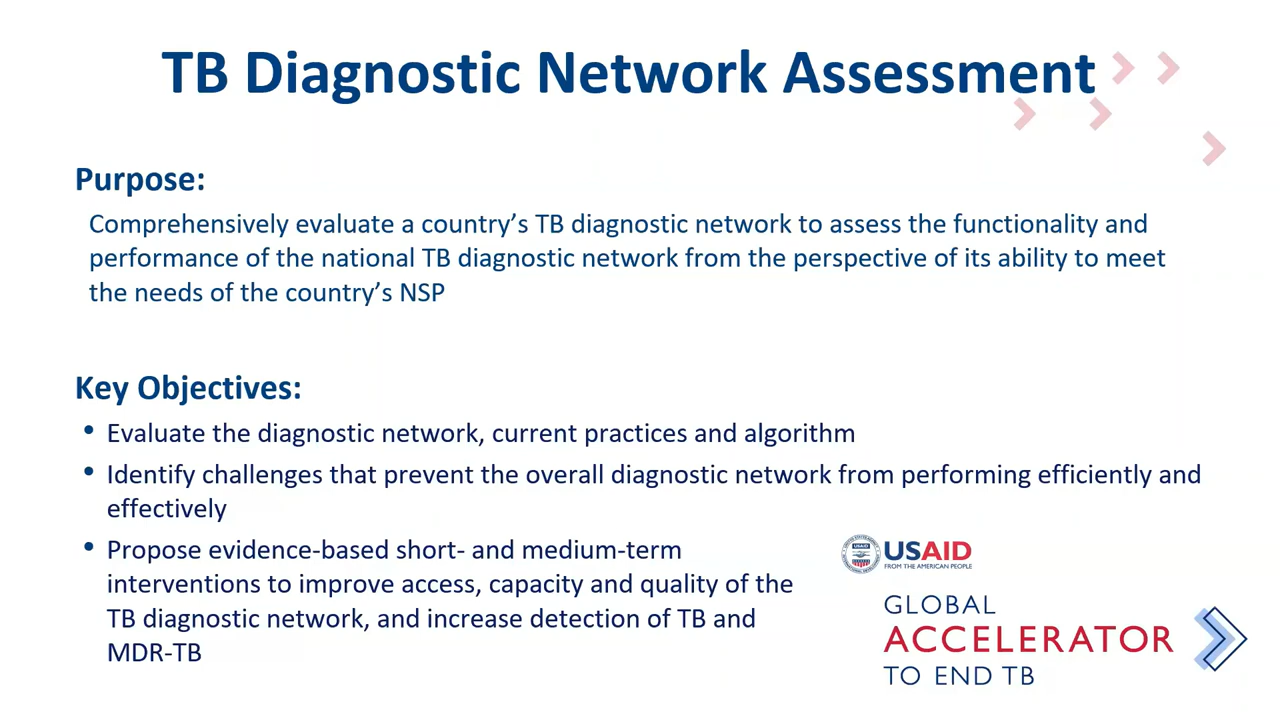 TB Diagnostic Network Assessment
Purpose:
Comprehensively evaluate a country's TB diagnostic network to assess the functionality and
performance of the national TB diagnostic network from the perspective of its ability to meet
the needs of the country's NSP
Key Objectives:
• Evaluate the diagnostic network, current practices and algorithm
• Identify challenges that prevent the overall diagnostic network from performing efficiently and
effectively
• Propose evidence-based short- and medium-term
interventions to improve access, capacity and quality of the
TB diagnostic network, and increase detection of TB and
MDR-TB
USAID
FROM THE AMERICAN PEOPLE
GLOBAL
ACCELERATOR
TO END TB